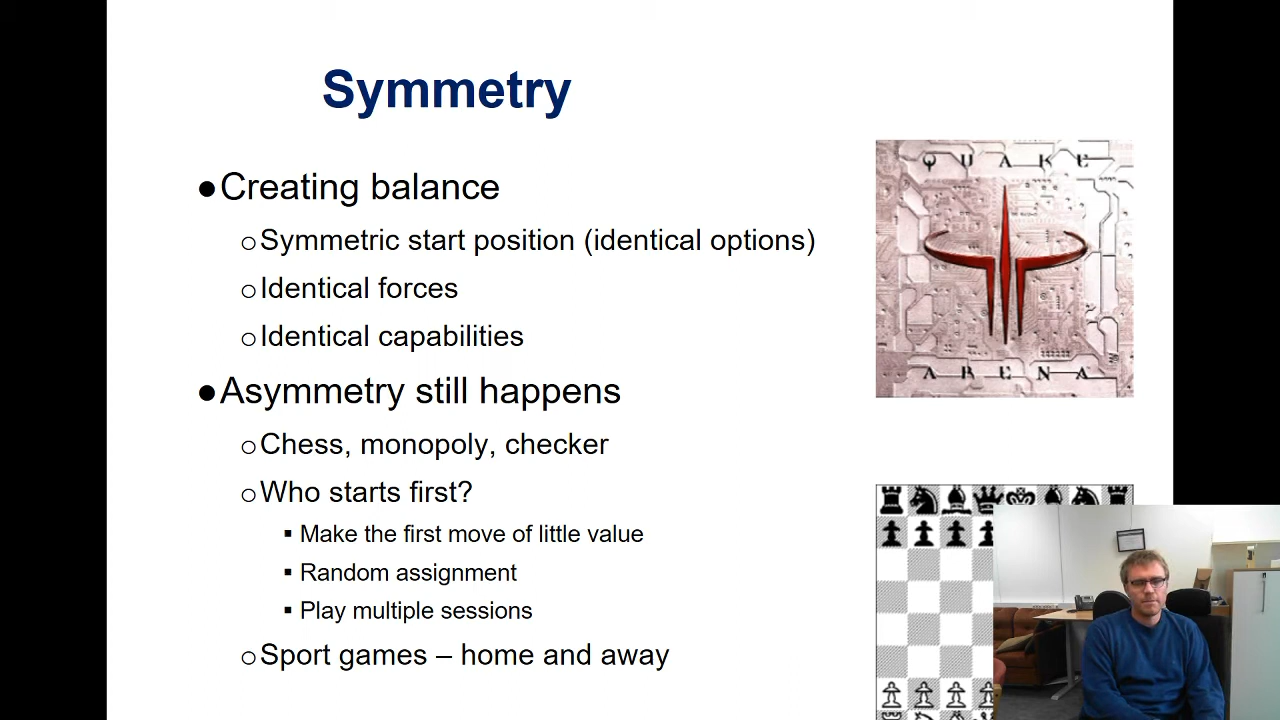 Symmetry
●Creating balance
○Symmetric start position (identical options)
○Identical forces
○Identical capabilities
●Asymmetry still happens
○Chess, monopoly, checker
○Who starts first?
▪ Make the first move of little value
▪ Random assignment
▪ Play multiple sessions
○Sport games – home and away
QUAKE
ARENA